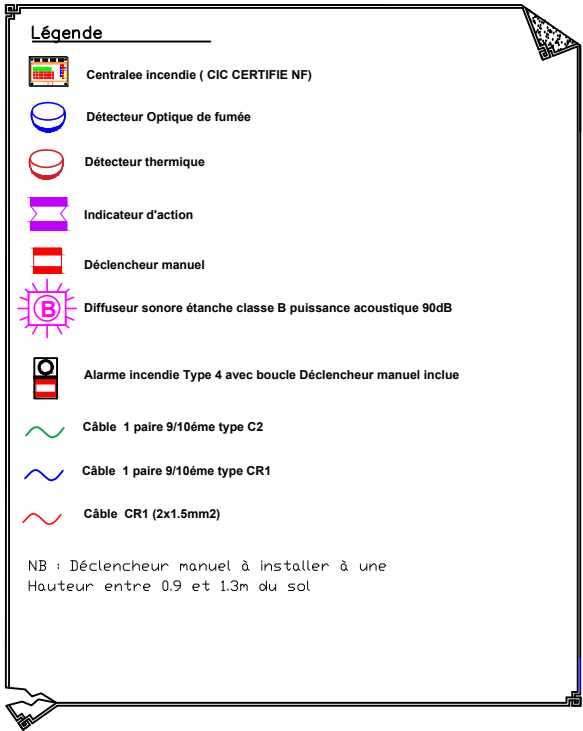 Légende
Centralee incendie ( CIC CERTIFIE NF)
Détecteur Optique de fumée
Détecteur thermique
Indicateur d'action
Déclencheur manuel
B
Diffuseur sonore étanche classe B puissance acoustique 90dB
Alarme incendie Type 4 avec boucle Déclencheur manuel inclue
Câble 1 paire 9/10éme type C2
Câble 1 paire 9/10éme type CR1
Câble CR1 (2x1.5mm2)
NB : Déclencheur manuel à installer à une
Hauteur entre 0.9 et 1.3m du sol